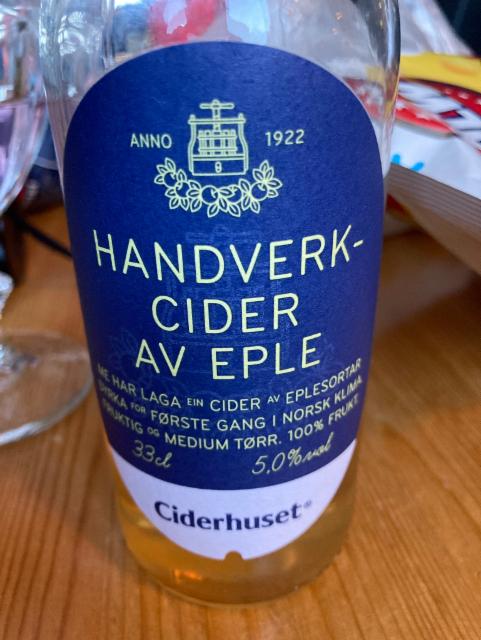 ANNO 1922
HANDVERK-
CIDER
AV EPLE
ME HAR LAGA EIN CIDER AV EPLESORTAR
DYRKA FOR FØRSTE GANG I NORSK KLIMA.
FRUKTIG OG MEDIUM TØRR. 100% FRUKT.
33cl 5,0% vol
Ciderhuset®